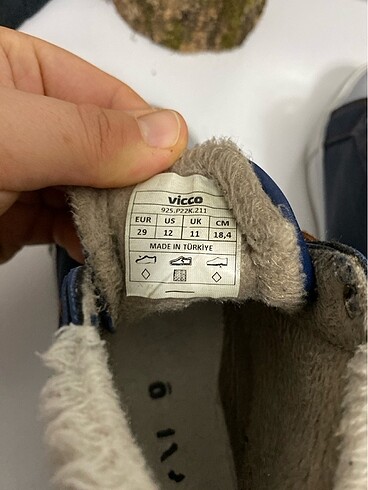 vicco
925.P22K.211
EUR US UK CM
29 12 11 18,4
MADE IN TÜRKİYE